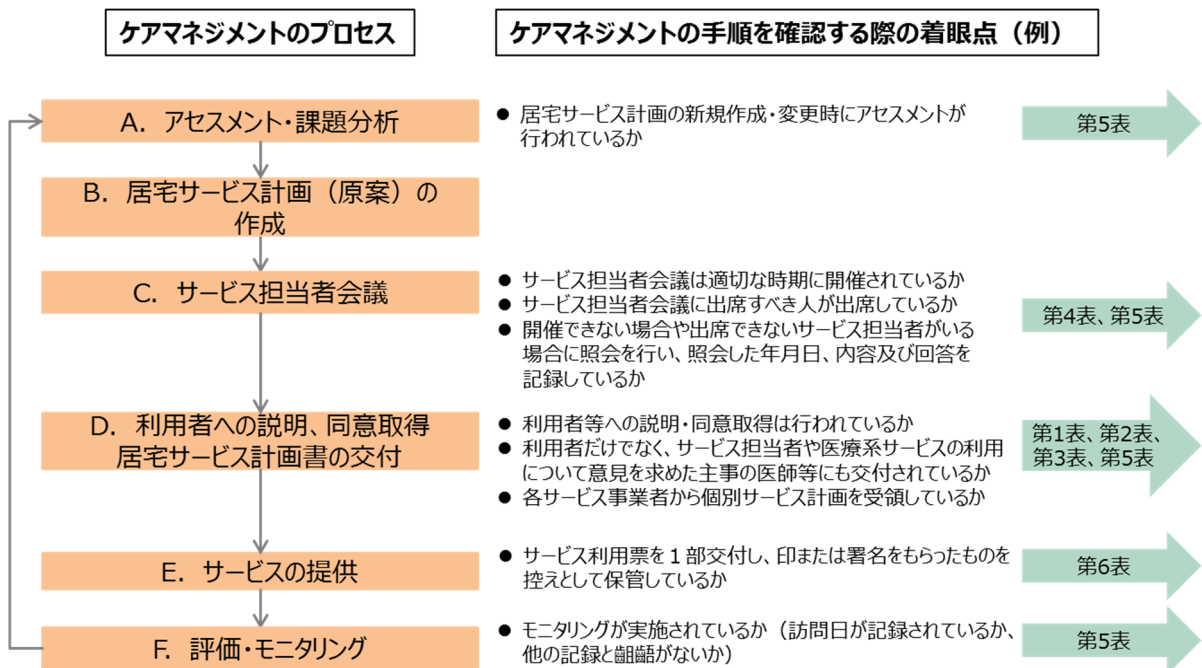 ケアマネジメントのプロセス
ケアマネジメントの手順を確認する際の着眼点（例）
A. アセスメント・課題分析
● 居宅サービス計画の新規作成・変更時にアセスメントが
行われているか
第5表
B. 居宅サービス計画（原案）の
作成
C. サービス担当者会議
● サービス担当者会議は適切な時期に開催されているか
● サービス担当者会議に出席すべき人が出席しているか
● 開催できない場合や出席できないサービス担当者がいる
場合に照会を行い、照会した年月日、内容及び回答を
記録しているか
第4表、第5表
D. 利用者への説明、同意取得
居宅サービス計画書の交付
● 利用者等への説明・同意取得は行われているか
● 利用者だけでなく、サービス担当者や医療系サービスの利用
について意見を求めた主事の医師等にも交付されているか
● 各サービス事業者から個別サービス計画を受領しているか
第1表、第2表、
第3表、第5表
E. サービスの提供
● サービス利用票を１部交付し、印または署名をもらったものを
控えとして保管しているか
第6表
F. 評価・モニタリング
● モニタリングが実施されているか（訪問日が記録されているか、
他の記録と齟齬がないか）
第5表